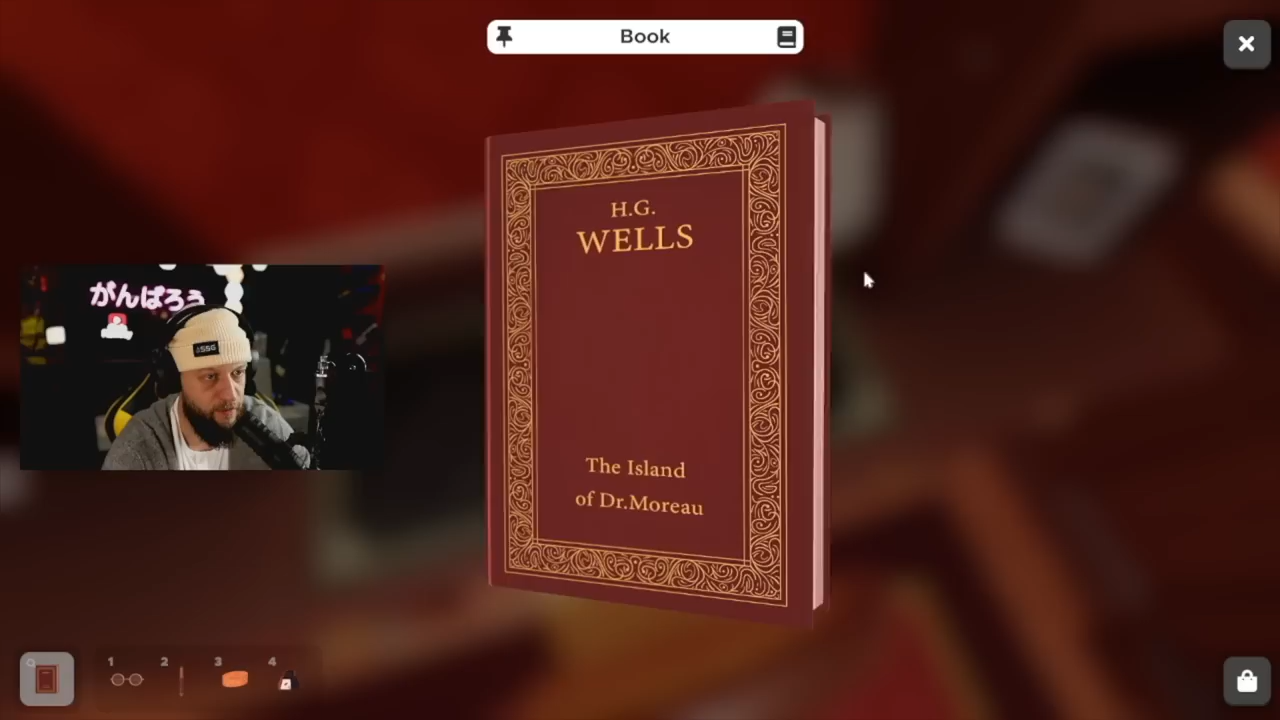 Book
H.G.
WELLS
がんばろう
:SSG
The Island
of Dr.Moreau
1 2 3 4